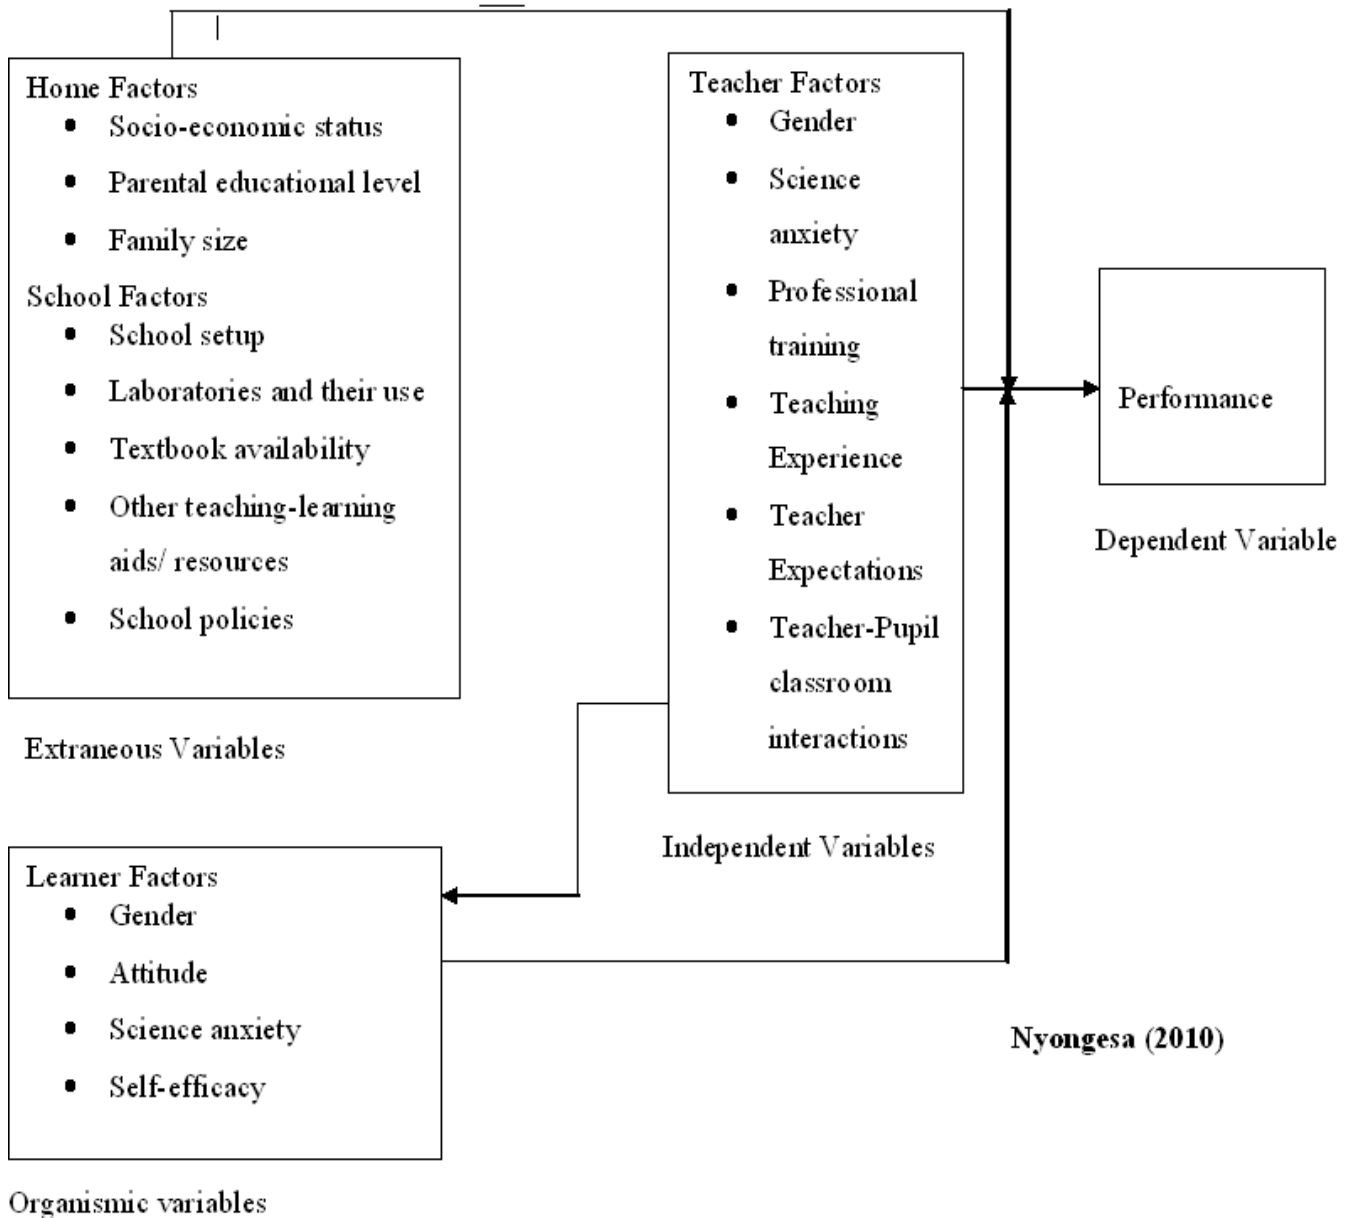 Home Factors
• Socio-economic status
• Parental educational level
• Family size
School Factors
• School setup
• Laboratories and their use
• Textbook availability
• Other teaching-learning
aids/ resources
• School policies
Extraneous Variables
Teacher Factors
• Gender
• Science
anxiety
• Professional
training
• Teaching
Experience
• Teacher
Expectations
• Teacher-Pupil
classroom
interactions
Independent Variables
Performance
Dependent Variable
Learner Factors
• Gender
• Attitude
• Science anxiety
• Self-efficacy
Organismic variables
Nyongesa (2010)